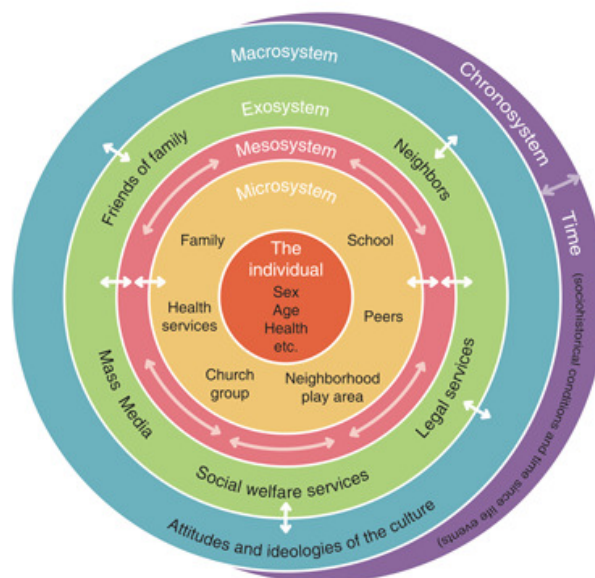 Macrosystem
Chronosystem
Exosystem
Friends of family
Neighbors
Mesosystem
Microsystem
Family
School
The
individual
Sex
Age
Health
etc.
Health
services
Peers
Church
group
Neighborhood
play area
Mass Media
Legal services
Social welfare services
Attitudes and ideologies of the culture
Time
(sociohistorical conditions and time since life events)